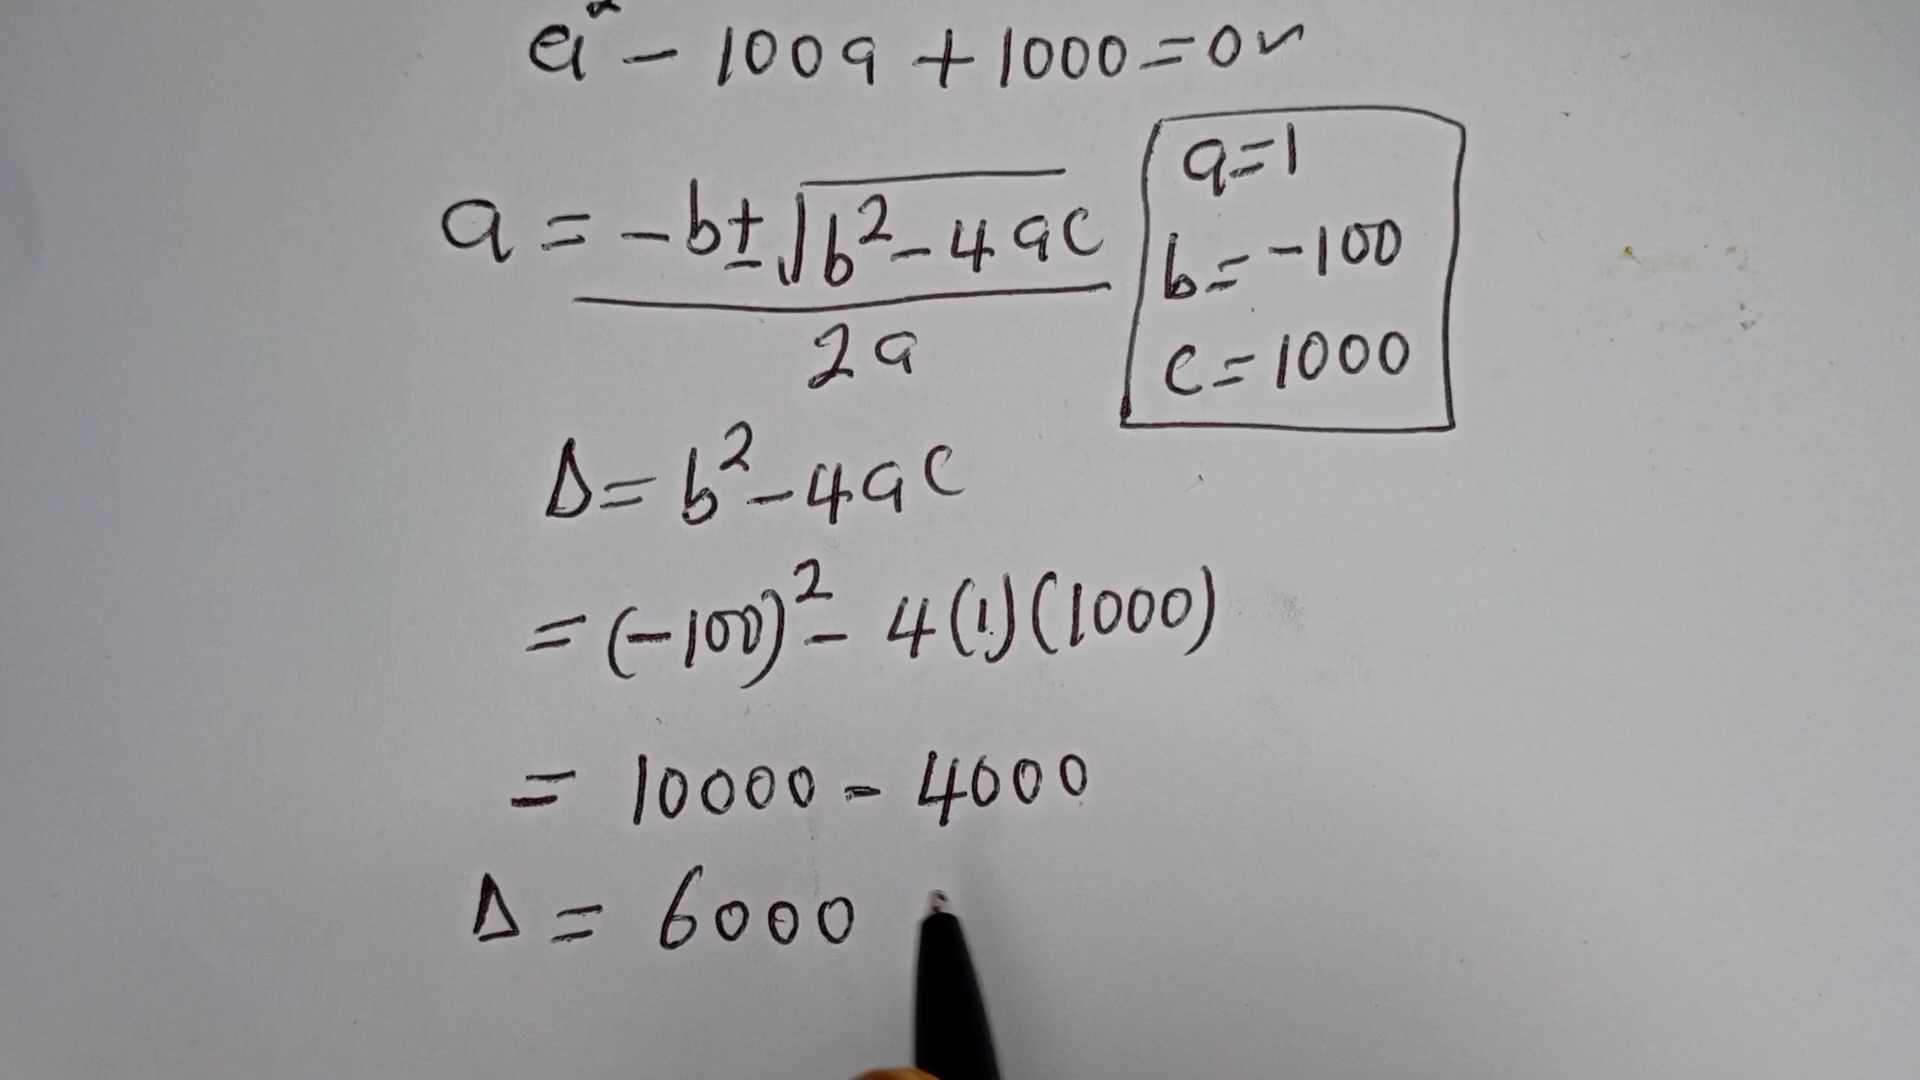 a² - 100a + 1000 = 0
a = -b ± √b² - 4ac
2a
a = 1
b = -100
c = 1000
Δ = b² - 4ac
= (-100)² - 4(1)(1000)
= 10000 - 4000
Δ = 6000